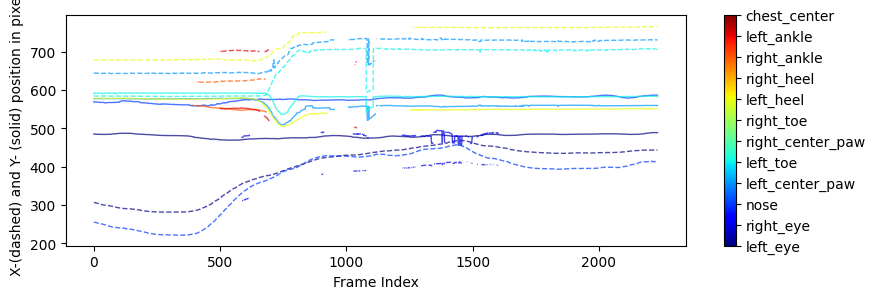 X-(dashed) and Y- (solid) position in pixe
700
600
500
400
300
200
0
500
1000
1500
2000
Frame Index
chest_center
left_ankle
right_ankle
right_heel
left_heel
right_toe
right_center_paw
left_toe
left_center_paw
nose
right_eye
left_eye